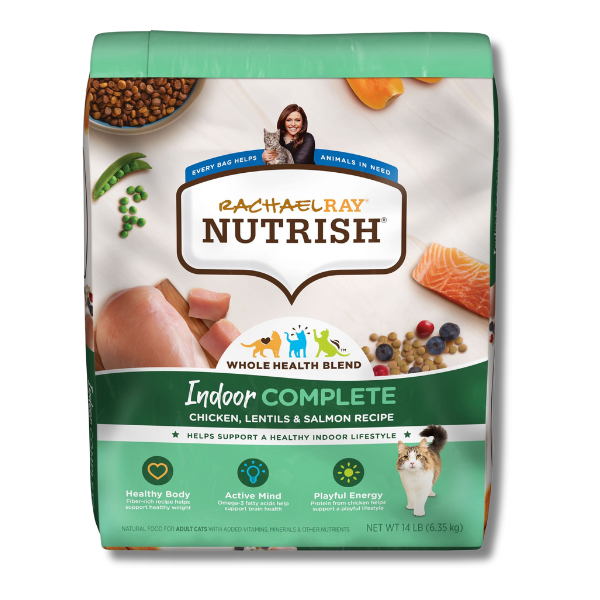 EVERY BAG HELPS ANIMALS IN NEED
RACHAEL RAY®
NUTRISH®
WHOLE HEALTH BLEND™
Indoor COMPLETE
CHICKEN, LENTILS & SALMON RECIPE
★ HELPS SUPPORT A HEALTHY INDOOR LIFESTYLE ★
Healthy Body
Fiber-rich recipe helps
support healthy weight
Active Mind
Omega-3 fatty acids help
support brain health
Playful Energy
Protein from chicken helps
support a playful lifestyle
NATURAL FOOD FOR ADULT CATS WITH ADDED VITAMINS, MINERALS & OTHER NUTRIENTS
NET WT 14 LB (6.35 kg)